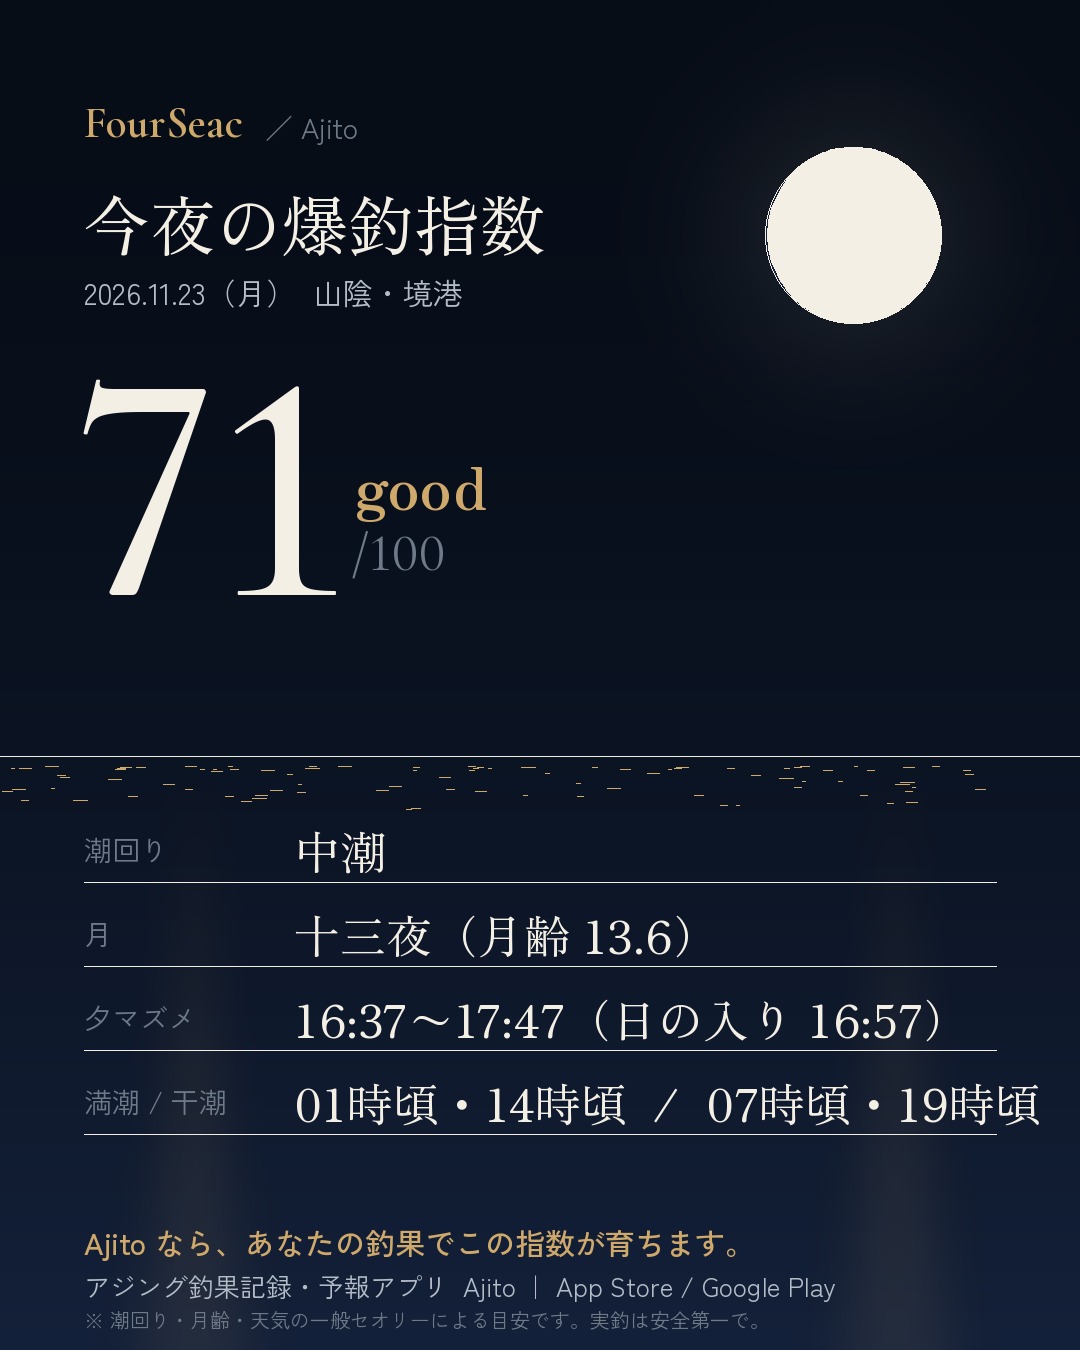 FourSeac ／ Ajito
今夜の爆釣指数
2026.11.23（月） 山陰・境港
71
good
/100
潮回り 中潮
月 十三夜（月齢 13.6）
夕マズメ 16:37〜17:47（日の入り 16:57）
満潮 / 干潮 01時頃・14時頃 / 07時頃・19時頃
Ajito なら、あなたの釣果でこの指数が育ちます。
アジング釣果記録・予報アプリ Ajito｜App Store / Google Play
※ 潮回り・月齢・天気の一般セオリーによる目安です。実釣は安全第一で。